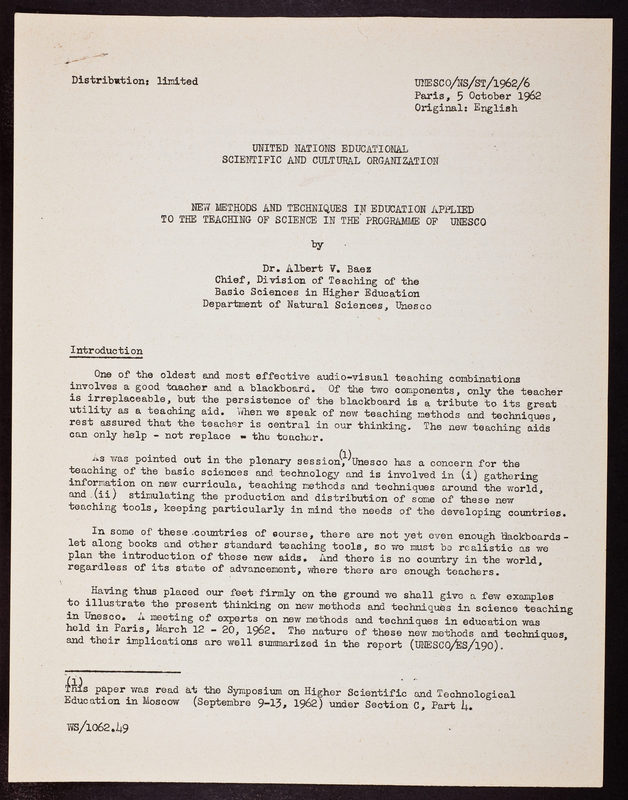 Distribution: limited
UNESCO/NS/ST/1962/6
Paris, 5 October 1962
Original: English
UNITED NATIONS EDUCATIONAL
SCIENTIFIC AND CULTURAL ORGANIZATION
NEW METHODS AND TECHNIQUES IN EDUCATION APPLIED
TO THE TEACHING OF SCIENCE IN THE PROGRAMME OF UNESCO
by
Dr. Albert V. Baez
Chief, Division of Teaching of the
Basic Sciences in Higher Education
Department of Natural Sciences, Unesco
Introduction
One of the oldest and most effective audio-visual teaching combinations
involves a good teacher and a blackboard. Of the two components, only the teacher
is irreplaceable, but the persistence of the blackboard is a tribute to its great
utility as a teaching aid. When we speak of new teaching methods and techniques,
rest assured that the teacher is central in our thinking. The new teaching aids
can only help - not replace - the teacher.
As was pointed out in the plenary session,(1) Unesco has a concern for the
teaching of the basic sciences and technology and is involved in (i) gathering
information on new curricula, teaching methods and techniques around the world,
and (ii) stimulating the production and distribution of some of these new
teaching tools, keeping particularly in mind the needs of the developing countries.
In some of these countries of course, there are not yet even enough backboards -
let along books and other standard teaching tools, so we must be realistic as we
plan the introduction of these new aids. And there is no country in the world,
regardless of its state of advancement, where there are enough teachers.
Having thus placed our feet firmly on the ground we shall give a few examples
to illustrate the present thinking on new methods and techniques in science teaching
in Unesco. A meeting of experts on new methods and techniques in education was
held in Paris, March 12 - 20, 1962. The nature of these new methods and techniques,
and their implications are well summarized in the report (UNESCO/ES/190).
(1)
This paper was read at the Symposium on Higher Scientific and Technological
Education in Moscow (Septembre 9-13, 1962) under Section C, Part 4.
WS/1062.49